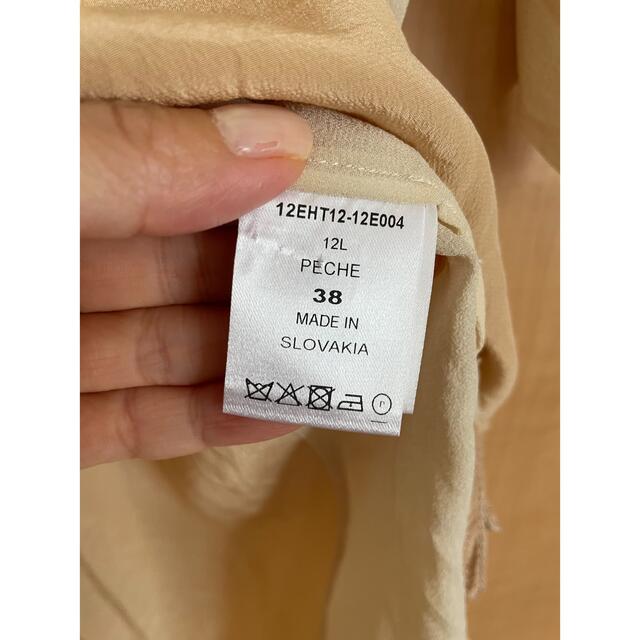 12EHT12-12E004
12L
PECHE
38
MADE IN
SLOVAKIA